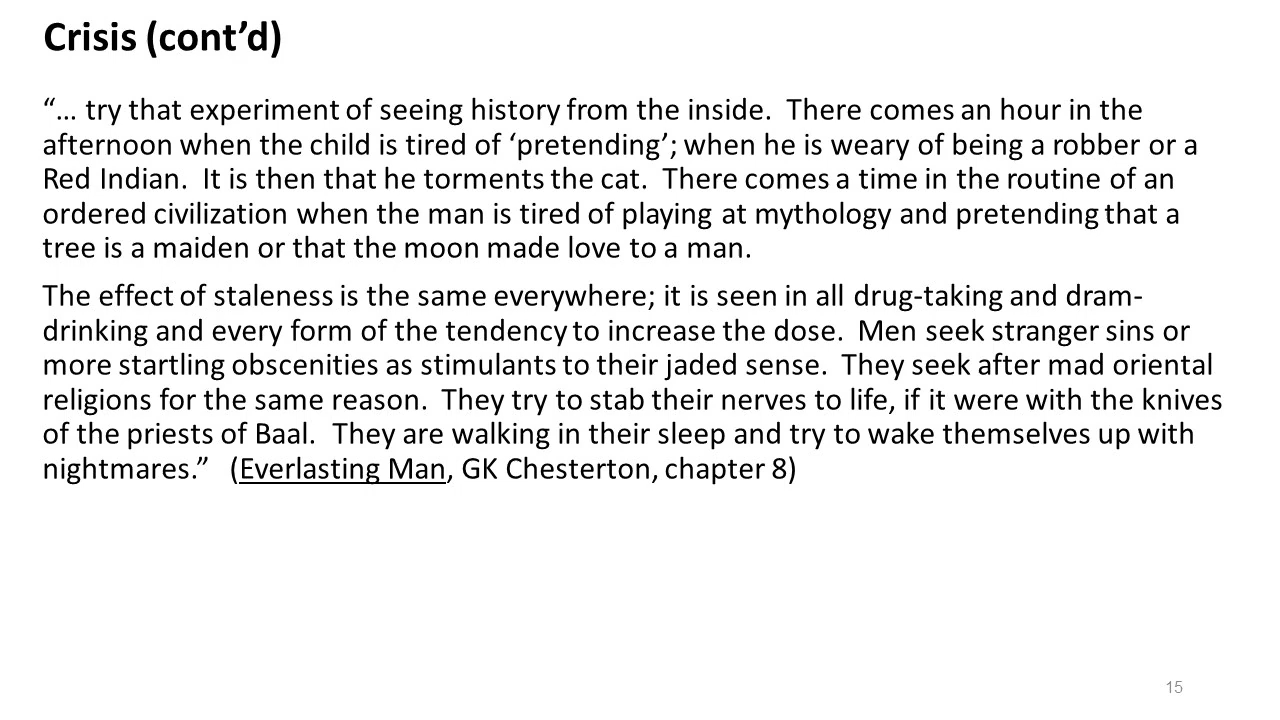 Crisis (cont’d)
“… try that experiment of seeing history from the inside.  There comes an hour in the
afternoon when the child is tired of ‘pretending’; when he is weary of being a robber or a
Red Indian.  It is then that he torments the cat.  There comes a time in the routine of an
ordered civilization when the man is tired of playing at mythology and pretending that a
tree is a maiden or that the moon made love to a man.
The effect of staleness is the same everywhere; it is seen in all drug-taking and dram-
drinking and every form of the tendency to increase the dose.  Men seek stranger sins or
more startling obscenities as stimulants to their jaded sense.  They seek after mad oriental
religions for the same reason.  They try to stab their nerves to life, if it were with the knives
of the priests of Baal.  They are walking in their sleep and try to wake themselves up with
nightmares.”   (Everlasting Man, GK Chesterton, chapter 8)
15